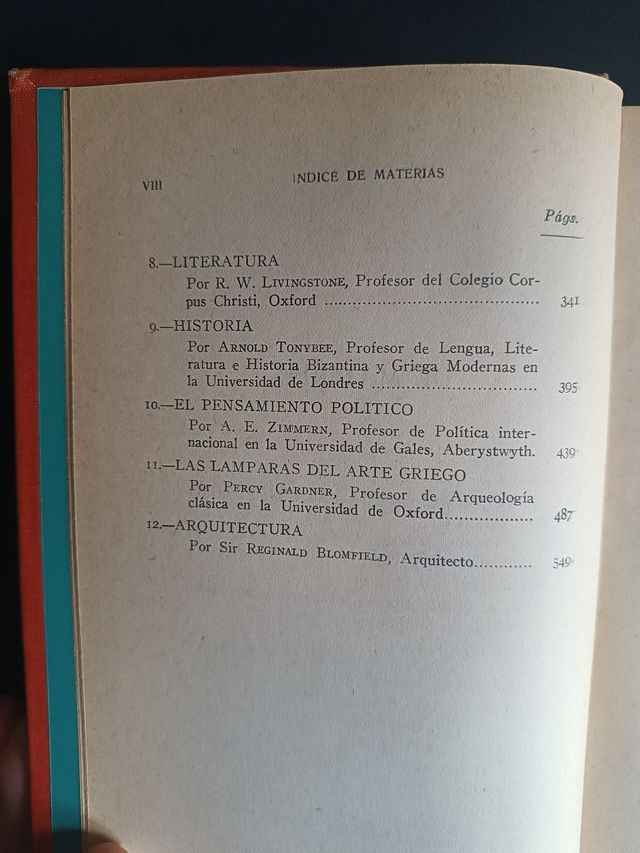 VIII
INDICE DE MATERIAS
Págs.
8.—LITERATURA
Por R. W. LIVINGSTONE, Profesor del Colegio Cor-
pus Christi, Oxford ......................................... 341
9.—HISTORIA
Por ARNOLD TONYBEE, Profesor de Lengua, Lite-
ratura e Historia Bizantina y Griega Modernas en
la Universidad de Londres ................................ 395
10.—EL PENSAMIENTO POLITICO
Por A. E. ZIMMERN, Profesor de Política inter-
nacional en la Universidad de Gales, Aberystwyth. 439
11.—LAS LAMPARAS DEL ARTE GRIEGO
Por PERCY GARDNER, Profesor de Arqueología
clásica en la Universidad de Oxford................. 487
12.—ARQUITECTURA
Por Sir REGINALD BLOMFIELD, Arquitecto............ 549